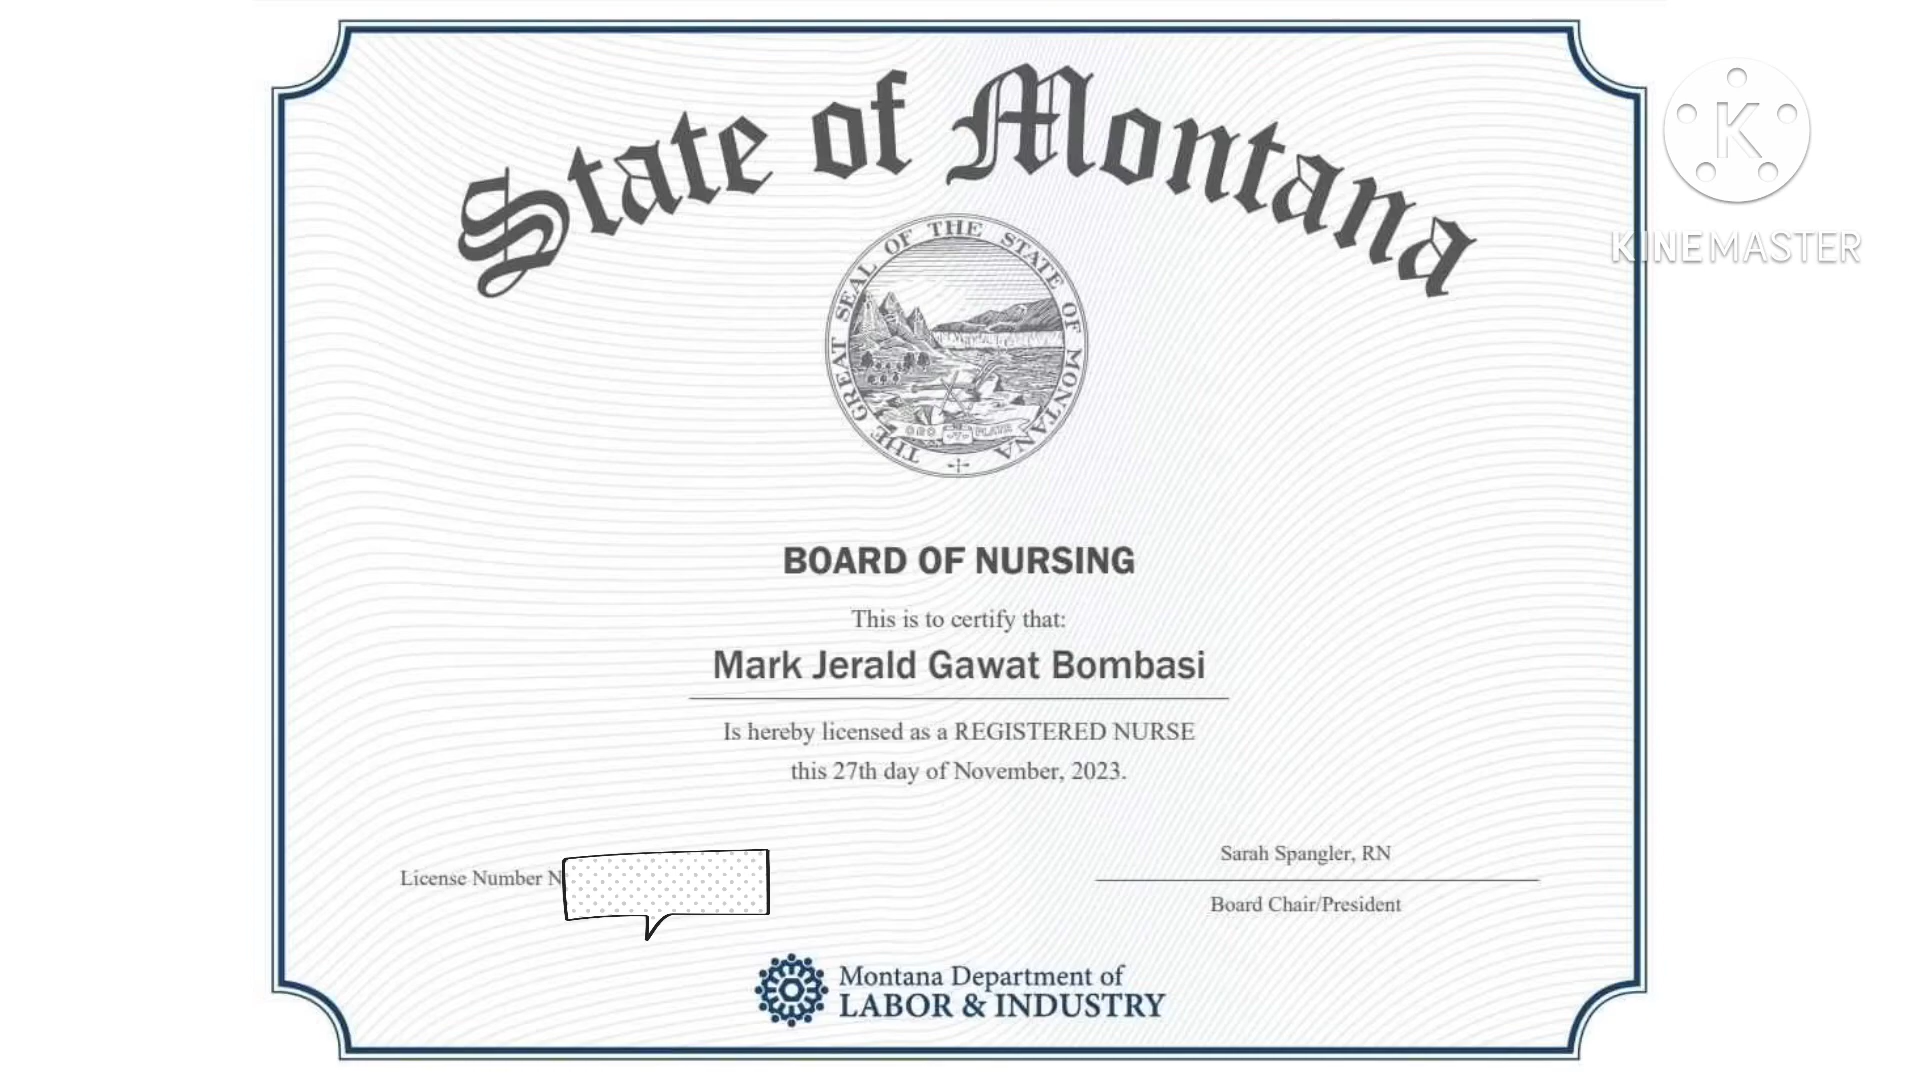 State of Montana
THE GREAT SEAL OF THE STATE OF MONTANA
ORO Y PLATA
K
KINEMASTER
BOARD OF NURSING
This is to certify that:
Mark Jerald Gawat Bombasi
Is hereby licensed as a REGISTERED NURSE
this 27th day of November, 2023.
License Number N
Sarah Spangler, RN
Board Chair/President
Montana Department of
LABOR & INDUSTRY